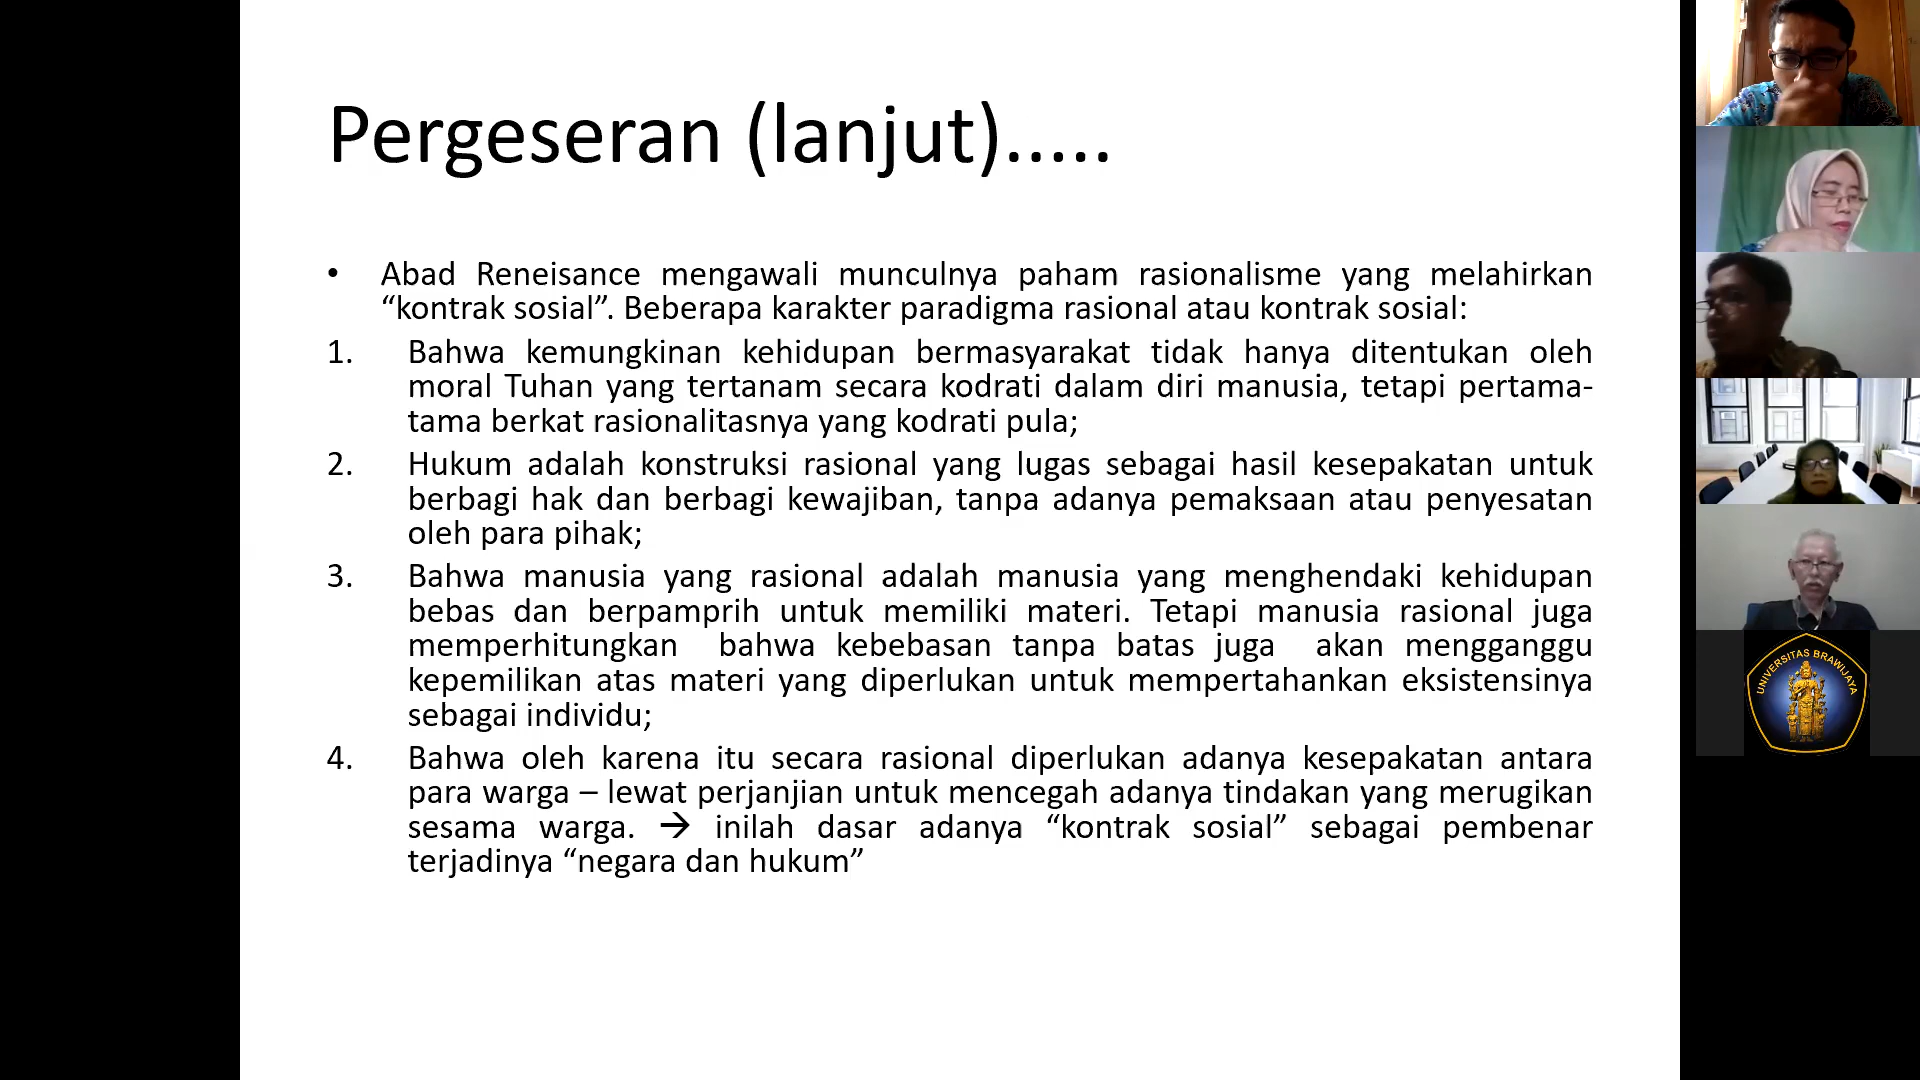 Pergeseran (lanjut).....
• Abad Reneisance mengawali munculnya paham rasionalisme yang melahirkan
“kontrak sosial”. Beberapa karakter paradigma rasional atau kontrak sosial:
1. Bahwa kemungkinan kehidupan bermasyarakat tidak hanya ditentukan oleh
moral Tuhan yang tertanam secara kodrati dalam diri manusia, tetapi pertama-
tama berkat rasionalitasnya yang kodrati pula;
2. Hukum adalah konstruksi rasional yang lugas sebagai hasil kesepakatan untuk
berbagi hak dan berbagi kewajiban, tanpa adanya pemaksaan atau penyesatan
oleh para pihak;
3. Bahwa manusia yang rasional adalah manusia yang menghendaki kehidupan
bebas dan berpamprih untuk memiliki materi. Tetapi manusia rasional juga
memperhitungkan bahwa kebebasan tanpa batas juga akan mengganggu
kepemilikan atas materi yang diperlukan untuk mempertahankan eksistensinya
sebagai individu;
4. Bahwa oleh karena itu secara rasional diperlukan adanya kesepakatan antara
para warga – lewat perjanjian untuk mencegah adanya tindakan yang merugikan
sesama warga. → inilah dasar adanya “kontrak sosial” sebagai pembenar
terjadinya “negara dan hukum”
UNIVERSITAS BRAWIJAYA